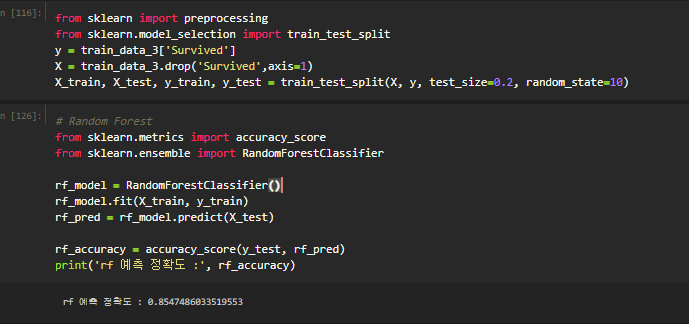 n [116]:
from sklearn import preprocessing
from sklearn.model_selection import train_test_split
y = train_data_3['Survived']
X = train_data_3.drop('Survived',axis=1)
X_train, X_test, y_train, y_test = train_test_split(X, y, test_size=0.2, random_state=10)
n [126]:
# Random Forest
from sklearn.metrics import accuracy_score
from sklearn.ensemble import RandomForestClassifier
rf_model = RandomForestClassifier()
rf_model.fit(X_train, y_train)
rf_pred = rf_model.predict(X_test)
rf_accuracy = accuracy_score(y_test, rf_pred)
print('rf 예측 정확도 :', rf_accuracy)
rf 예측 정확도 : 0.8547486033519553